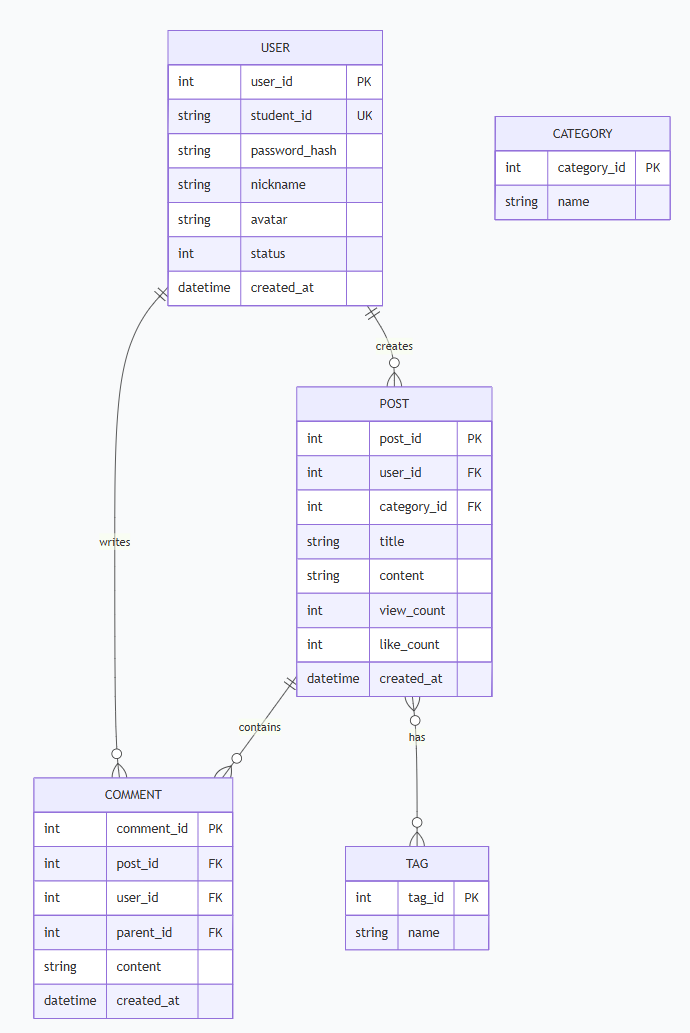 USER
int user_id PK
string student_id UK
string password_hash
string nickname
string avatar
int status
datetime created_at
CATEGORY
int category_id PK
string name
creates
POST
int post_id PK
int user_id FK
int category_id FK
string title
string content
int view_count
int like_count
datetime created_at
writes
contains
has
COMMENT
int comment_id PK
int post_id FK
int user_id FK
int parent_id FK
string content
datetime created_at
TAG
int tag_id PK
string name